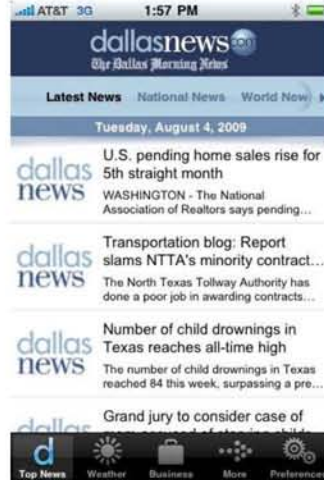 AT&T 3G 1:57 PM
dallasnews.com
The Dallas Morning News
Latest News National News World New
Tuesday, August 4, 2009
dallas news
U.S. pending home sales rise for
5th straight month
WASHINGTON - The National
Association of Realtors says pending...
dallas news
Transportation blog: Report
slams NTTA's minority contract...
The North Texas Tollway Authority has
done a poor job in awarding contracts...
dallas news
Number of child drownings in
Texas reaches all-time high
The number of child drownings in Texas
reached 84 this week, surpassing a pre...
dallas
Grand jury to consider case of
d
Top News Weather Business More Preferences